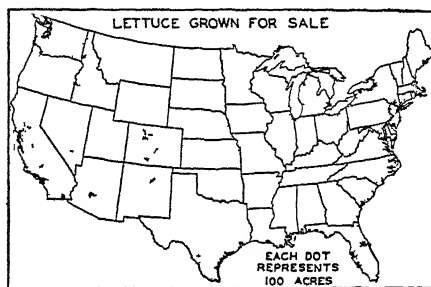 LETTUCE GROWN FOR SALE
EACH DOT
REPRESENTS
100 ACRES